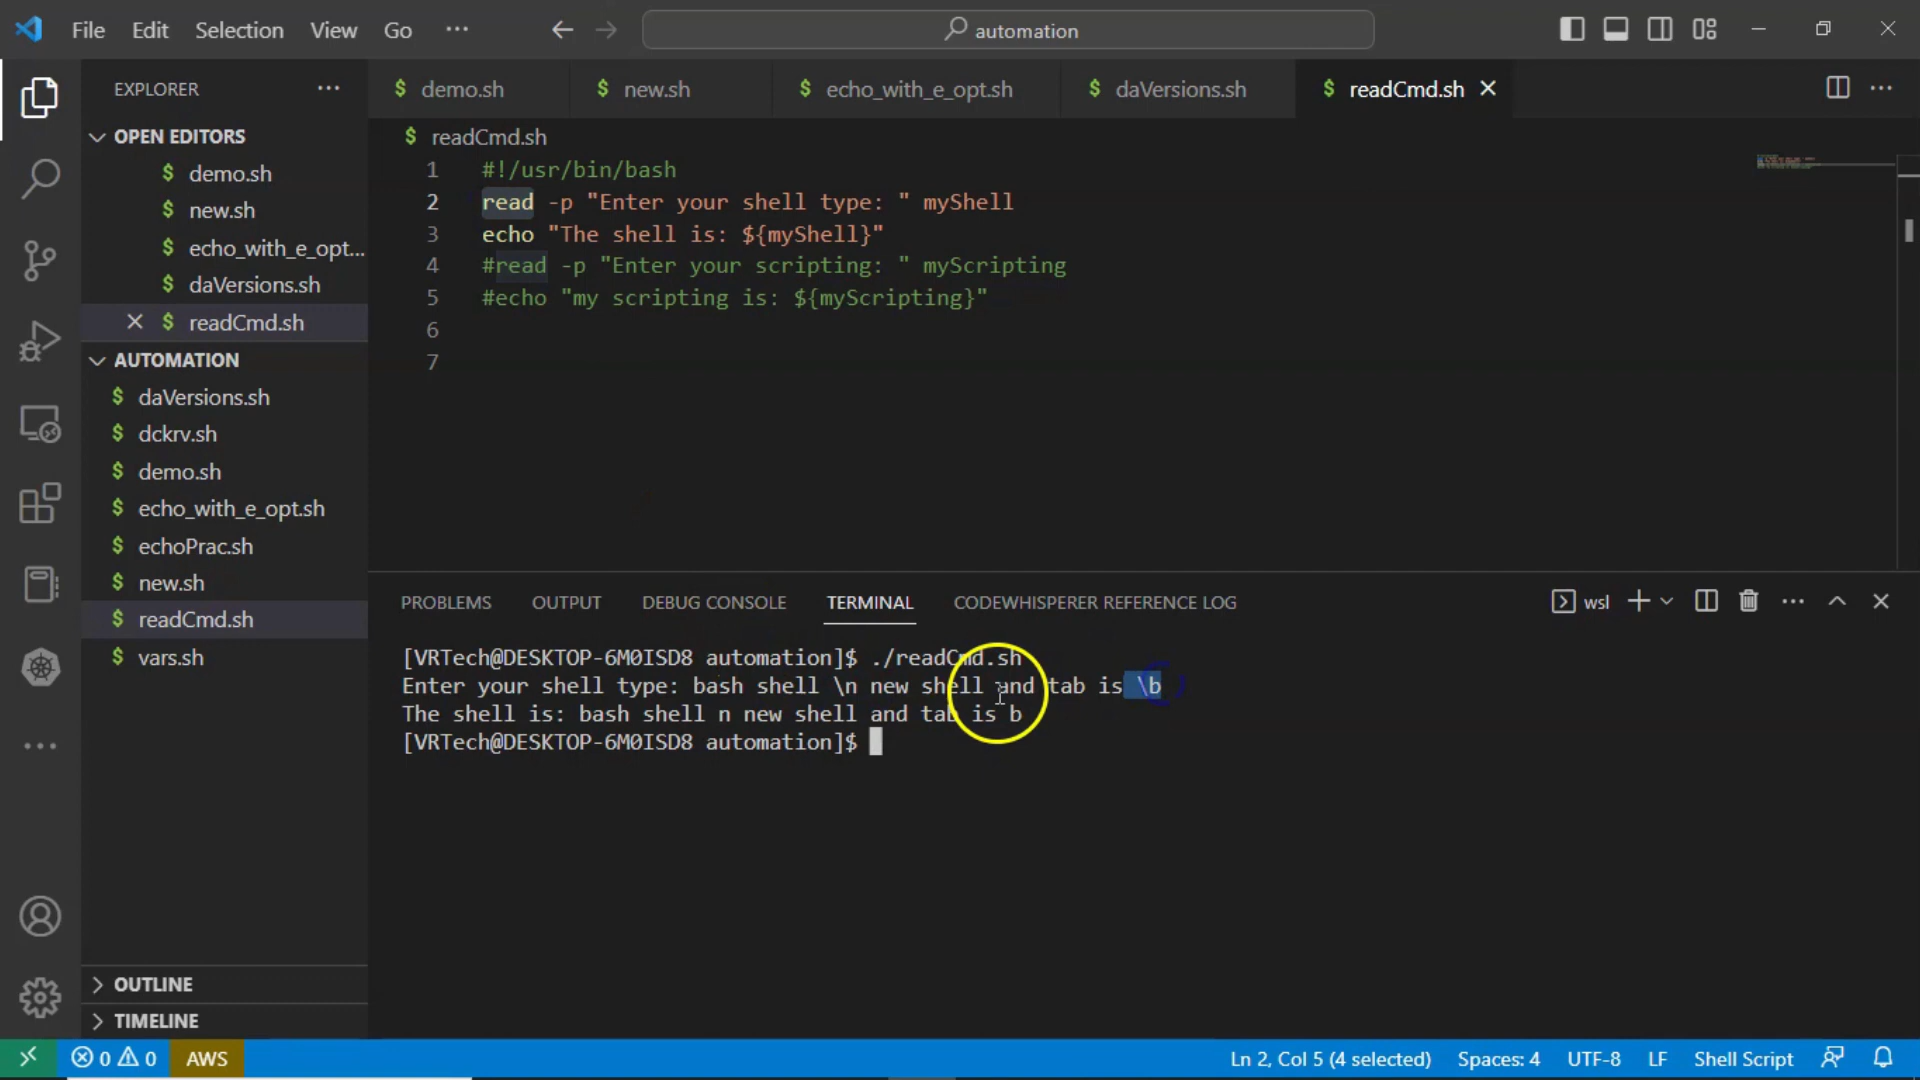 File Edit Selection View Go ··· automation
EXPLORER ···
OPEN EDITORS
$ demo.sh
$ new.sh
$ echo_with_e_opt...
$ daVersions.sh
$ readCmd.sh
AUTOMATION
$ daVersions.sh
$ dckrv.sh
$ demo.sh
$ echo_with_e_opt.sh
$ echoPrac.sh
$ new.sh
$ readCmd.sh
$ vars.sh
OUTLINE
TIMELINE
$ demo.sh $ new.sh $ echo_with_e_opt.sh $ daVersions.sh $ readCmd.sh
$ readCmd.sh
1 #!/usr/bin/bash
2 read -p "Enter your shell type: " myShell
3 echo "The shell is: ${myShell}"
4 #read -p "Enter your scripting: " myScripting
5 #echo "my scripting is: ${myScripting}"
6
7
PROBLEMS OUTPUT DEBUG CONSOLE TERMINAL CODEWHISPERER REFERENCE LOG wsl
[VRTech@DESKTOP-6M0ISD8 automation]$ ./readCmd.sh
Enter your shell type: bash shell \n new shell and tab is \b
The shell is: bash shell n new shell and tab is b
[VRTech@DESKTOP-6M0ISD8 automation]$
0 0 AWS Ln 2, Col 5 (4 selected) Spaces: 4 UTF-8 LF Shell Script